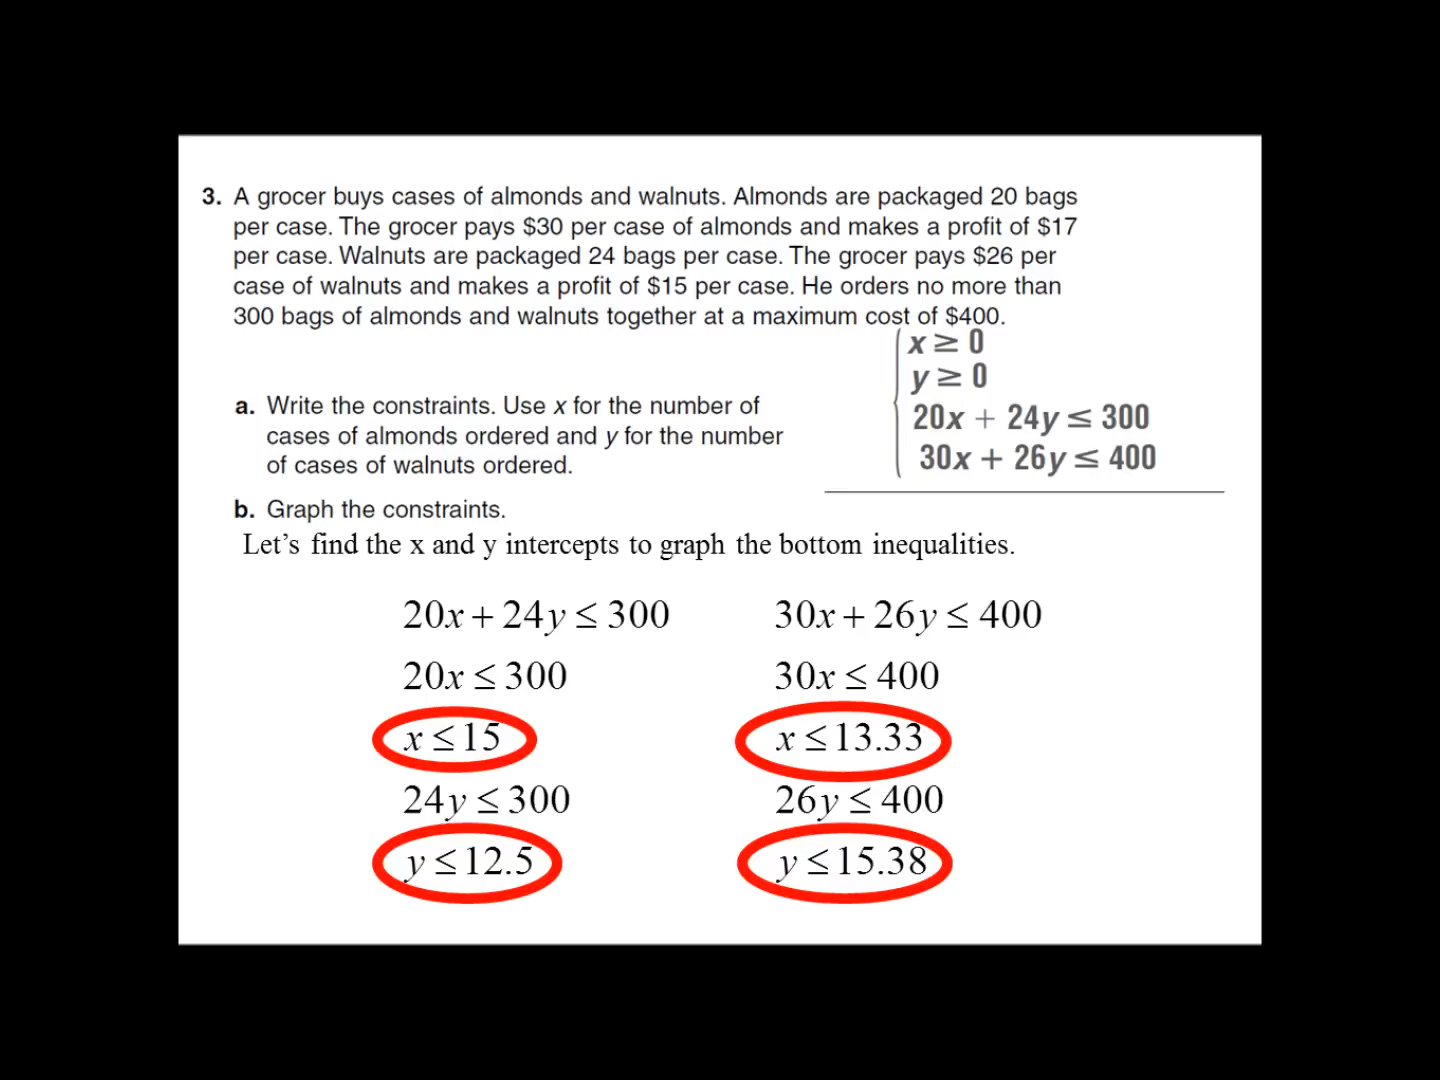 3. A grocer buys cases of almonds and walnuts. Almonds are packaged 20 bags
per case. The grocer pays $30 per case of almonds and makes a profit of $17
per case. Walnuts are packaged 24 bags per case. The grocer pays $26 per
case of walnuts and makes a profit of $15 per case. He orders no more than
300 bags of almonds and walnuts together at a maximum cost of $400.
x ≥ 0
y ≥ 0
20x + 24y ≤ 300
30x + 26y ≤ 400
a. Write the constraints. Use x for the number of
cases of almonds ordered and y for the number
of cases of walnuts ordered.
b. Graph the constraints.
Let's find the x and y intercepts to graph the bottom inequalities.
20x + 24y ≤ 300
20x ≤ 300
x ≤ 15
24y ≤ 300
y ≤ 12.5
30x + 26y ≤ 400
30x ≤ 400
x ≤ 13.33
26y ≤ 400
y ≤ 15.38